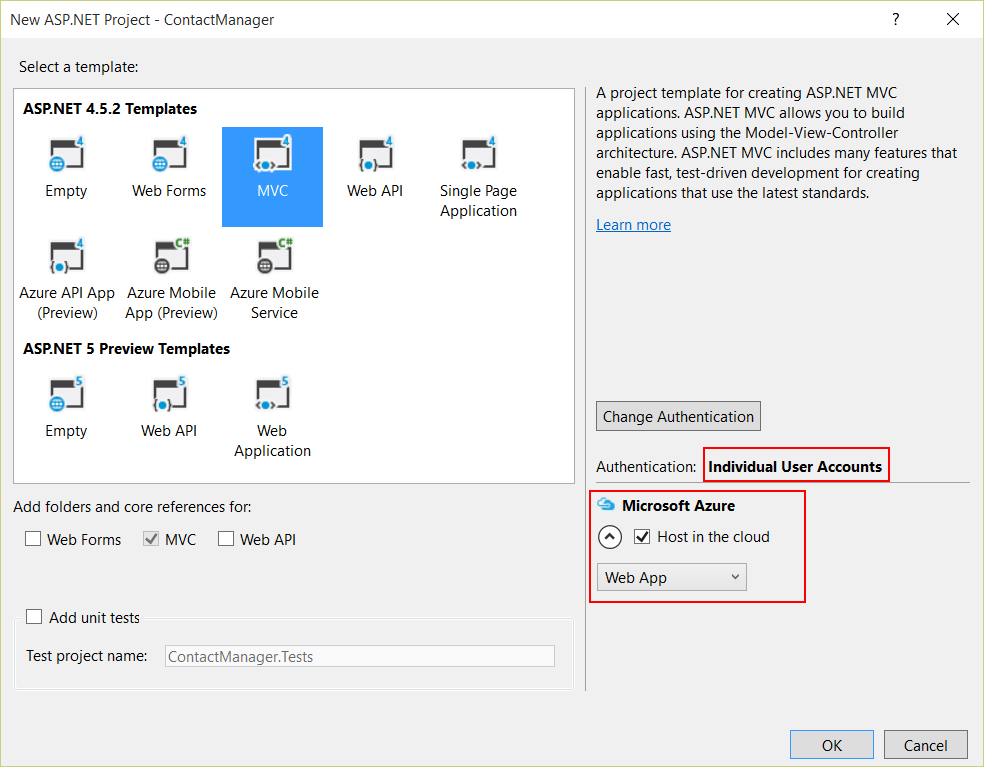 New ASP.NET Project - ContactManager
?
Select a template:
ASP.NET 4.5.2 Templates
4 4 4 4 4
Empty Web Forms MVC Web API Single Page
Application
4 C# C#
Azure API App Azure Mobile Azure Mobile
(Preview) App (Preview) Service
ASP.NET 5 Preview Templates
5 5 5
Empty Web API Web
Application
Add folders and core references for:
Web Forms MVC Web API
Add unit tests
Test project name: ContactManager.Tests
A project template for creating ASP.NET MVC
applications. ASP.NET MVC allows you to build
applications using the Model-View-Controller
architecture. ASP.NET MVC includes many features that
enable fast, test-driven development for creating
applications that use the latest standards.
Learn more
Change Authentication
Authentication: Individual User Accounts
Microsoft Azure
Host in the cloud
Web App
OK Cancel